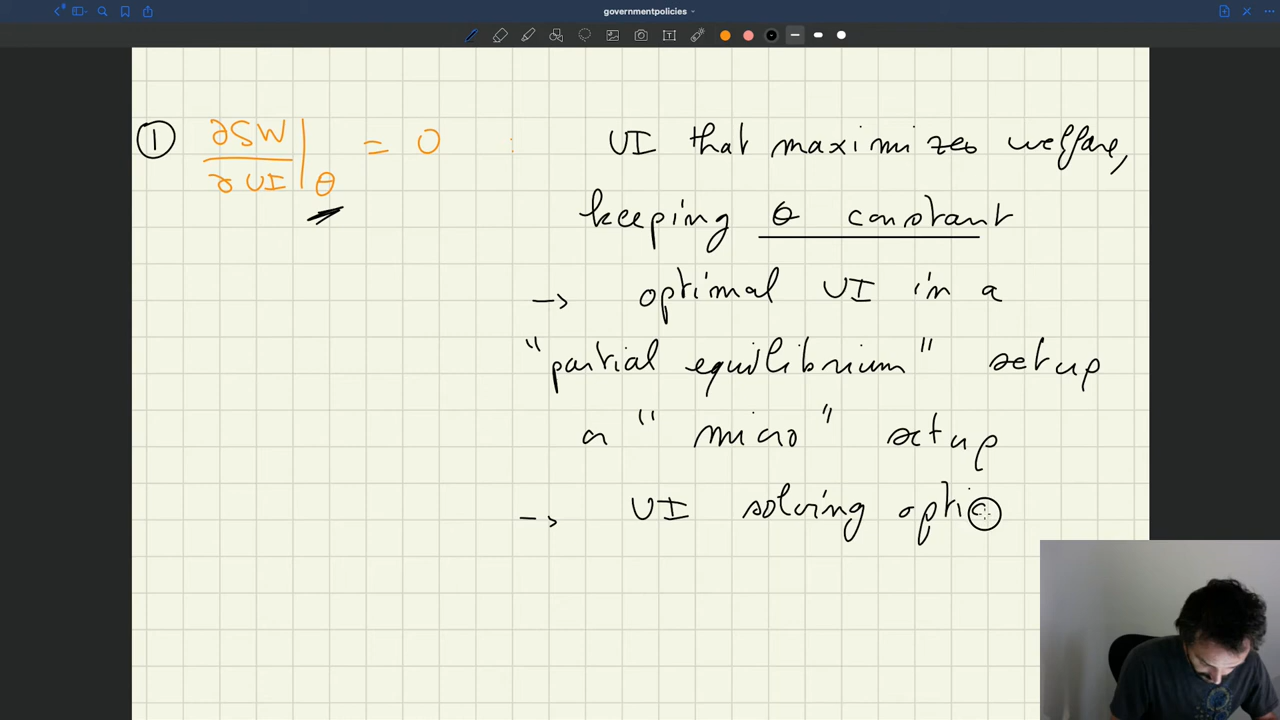 governmentpolicies
① ∂SW/∂UI|θ = 0 : UI that maximizes welfare,
keeping θ constant
→ optimal UI in a
"partial equilibrium" setup
a "micro" setup
→ UI solving opti